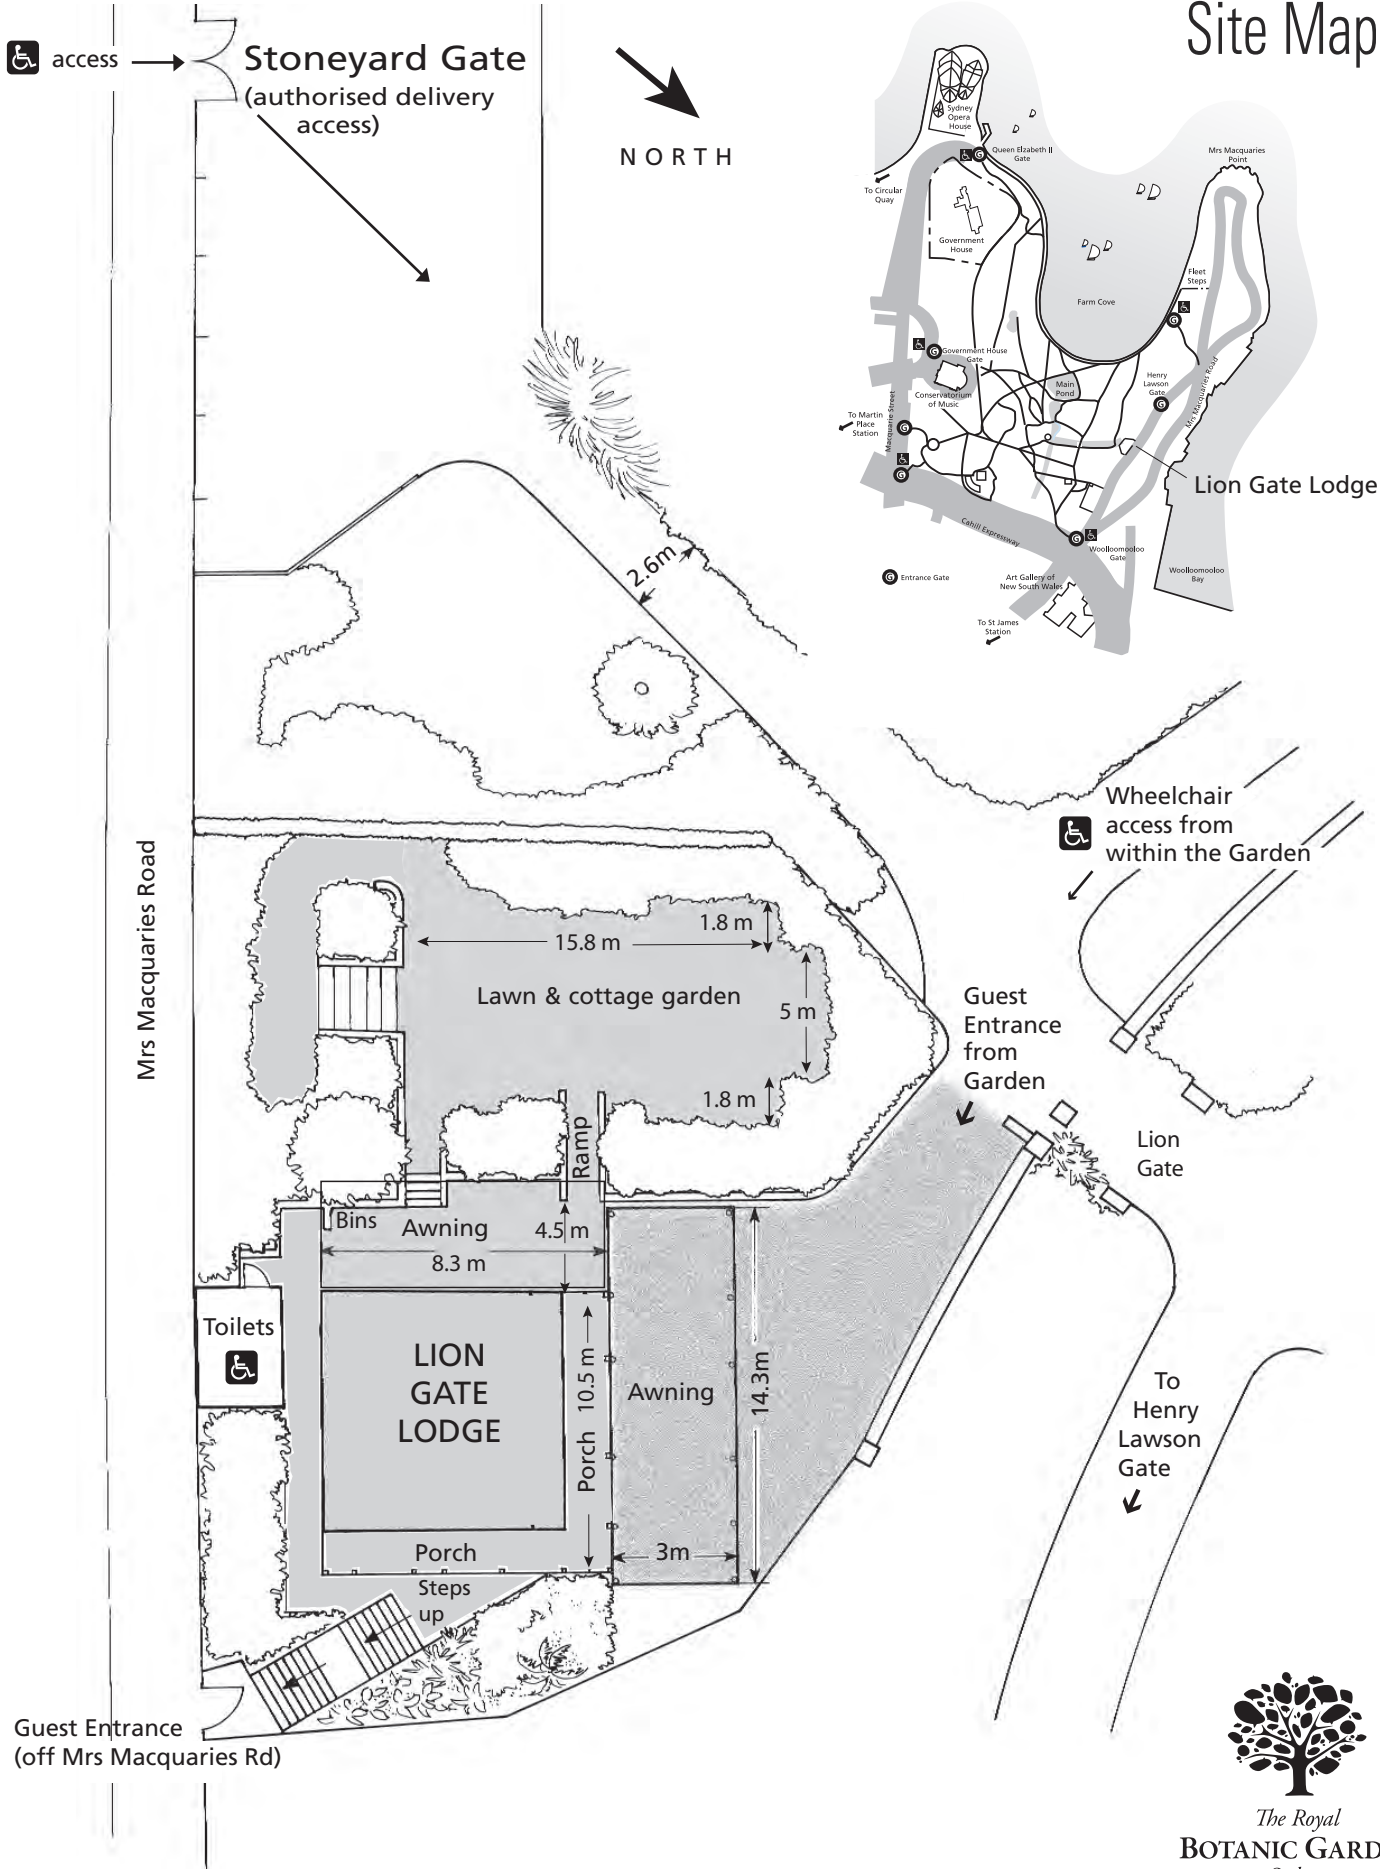 Site Map
access
Stoneyard Gate
(authorised delivery
access)
NORTH
Sydney
Opera
House
Queen Elzabeth II
Gate
Mrs Macquaries
Point
To Circular
Quay
Government
House
Farm Cove
Fleet
Steps
Government House
Gate
Conservatorium
of Music
Main
Pond
Henry
Lawson
Gate
Mrs Macquaries Road
To Martin
Place
Station
Macquarie Street
Lion Gate Lodge
Cahill Expressway
Woolloomooloo
Gate
G Entrance Gate
Art Gallery of
New South Wales
Woolloomooloo
Bay
To St James
Station
2.6m
Wheelchair
access from
within the Garden
Mrs Macquaries Road
1.8 m
15.8 m
Lawn & cottage garden
5 m
1.8 m
Guest
Entrance
from
Garden
Ramp
Lion
Gate
Bins
Awning
4.5 m
8.3 m
Toilets
LION
GATE
LODGE
Porch 10.5 m
Awning
14.3m
To
Henry
Lawson
Gate
Porch
3m
Steps
up
Guest Entrance
(off Mrs Macquaries Rd)
The Royal
BOTANIC GARD